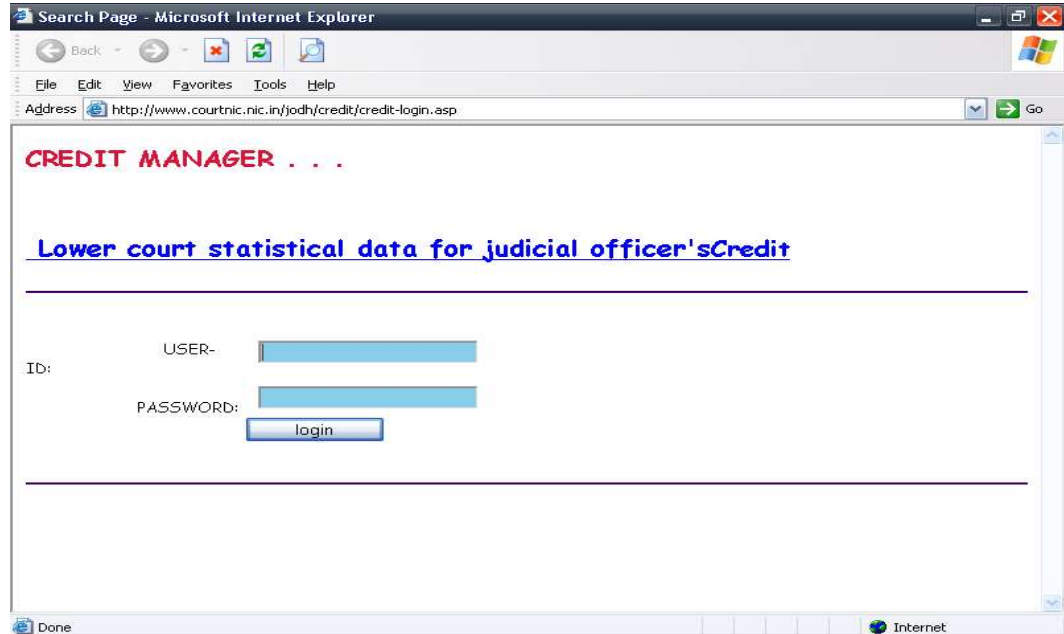 Search Page - Microsoft Internet Explorer
Back
File Edit View Favorites Tools Help
Address http://www.courtnic.nic.in/jodh/credit/credit-login.asp Go
CREDIT MANAGER . . .
Lower court statistical data for judicial officer'sCredit
USER-
ID:
PASSWORD:
login
Done Internet